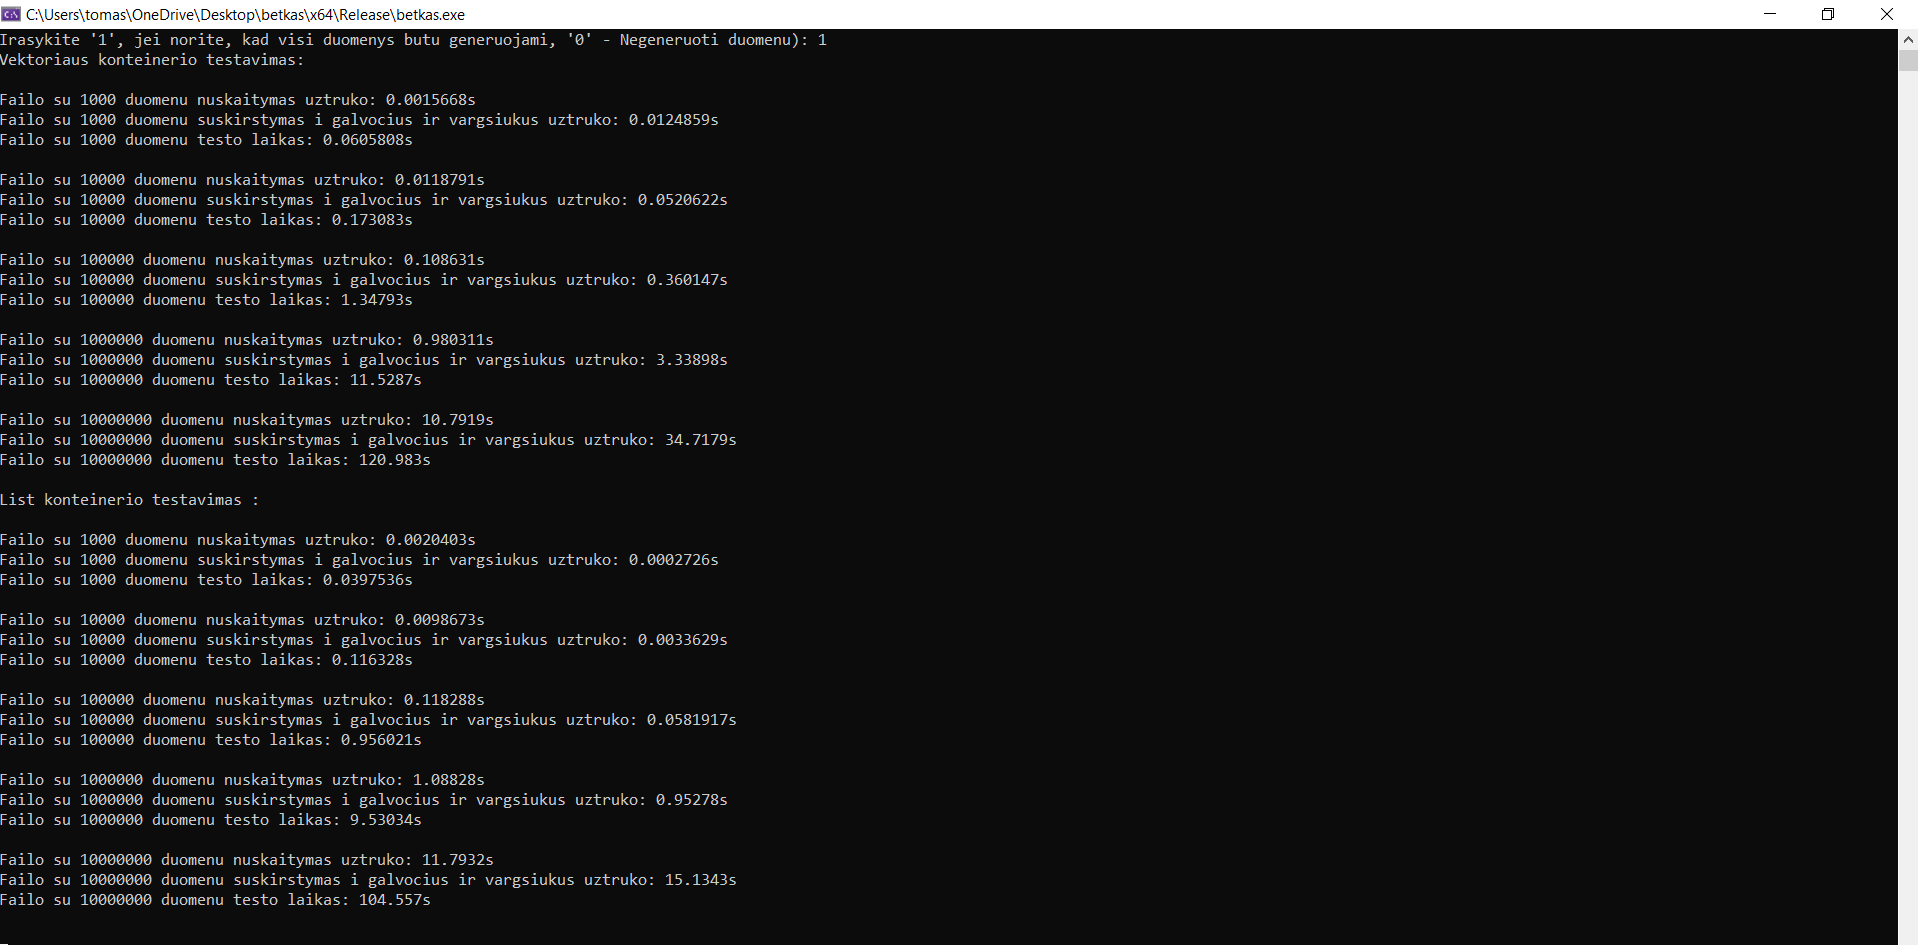 C:\Users\tomas\OneDrive\Desktop\betkas\x64\Release\betkas.exe
Irasykite '1', jei norite, kad visi duomenys butu generuojami, '0' - Negeneruoti duomenu): 1
Vektoriaus konteinerio testavimas:
Failo su 1000 duomenu nuskaitymas uztruko: 0.0015668s
Failo su 1000 duomenu suskirstymas i galvocius ir vargsiukus uztruko: 0.0124859s
Failo su 1000 duomenu testo laikas: 0.0605808s
Failo su 10000 duomenu nuskaitymas uztruko: 0.0118791s
Failo su 10000 duomenu suskirstymas i galvocius ir vargsiukus uztruko: 0.0520622s
Failo su 10000 duomenu testo laikas: 0.173083s
Failo su 100000 duomenu nuskaitymas uztruko: 0.108631s
Failo su 100000 duomenu suskirstymas i galvocius ir vargsiukus uztruko: 0.360147s
Failo su 100000 duomenu testo laikas: 1.34793s
Failo su 1000000 duomenu nuskaitymas uztruko: 0.980311s
Failo su 1000000 duomenu suskirstymas i galvocius ir vargsiukus uztruko: 3.33898s
Failo su 1000000 duomenu testo laikas: 11.5287s
Failo su 10000000 duomenu nuskaitymas uztruko: 10.7919s
Failo su 10000000 duomenu suskirstymas i galvocius ir vargsiukus uztruko: 34.7179s
Failo su 10000000 duomenu testo laikas: 120.983s
List konteinerio testavimas :
Failo su 1000 duomenu nuskaitymas uztruko: 0.0020403s
Failo su 1000 duomenu suskirstymas i galvocius ir vargsiukus uztruko: 0.0002726s
Failo su 1000 duomenu testo laikas: 0.0397536s
Failo su 10000 duomenu nuskaitymas uztruko: 0.0098673s
Failo su 10000 duomenu suskirstymas i galvocius ir vargsiukus uztruko: 0.0033629s
Failo su 10000 duomenu testo laikas: 0.116328s
Failo su 100000 duomenu nuskaitymas uztruko: 0.118288s
Failo su 100000 duomenu suskirstymas i galvocius ir vargsiukus uztruko: 0.0581917s
Failo su 100000 duomenu testo laikas: 0.956021s
Failo su 1000000 duomenu nuskaitymas uztruko: 1.08828s
Failo su 1000000 duomenu suskirstymas i galvocius ir vargsiukus uztruko: 0.95278s
Failo su 1000000 duomenu testo laikas: 9.53034s
Failo su 10000000 duomenu nuskaitymas uztruko: 11.7932s
Failo su 10000000 duomenu suskirstymas i galvocius ir vargsiukus uztruko: 15.1343s
Failo su 10000000 duomenu testo laikas: 104.557s